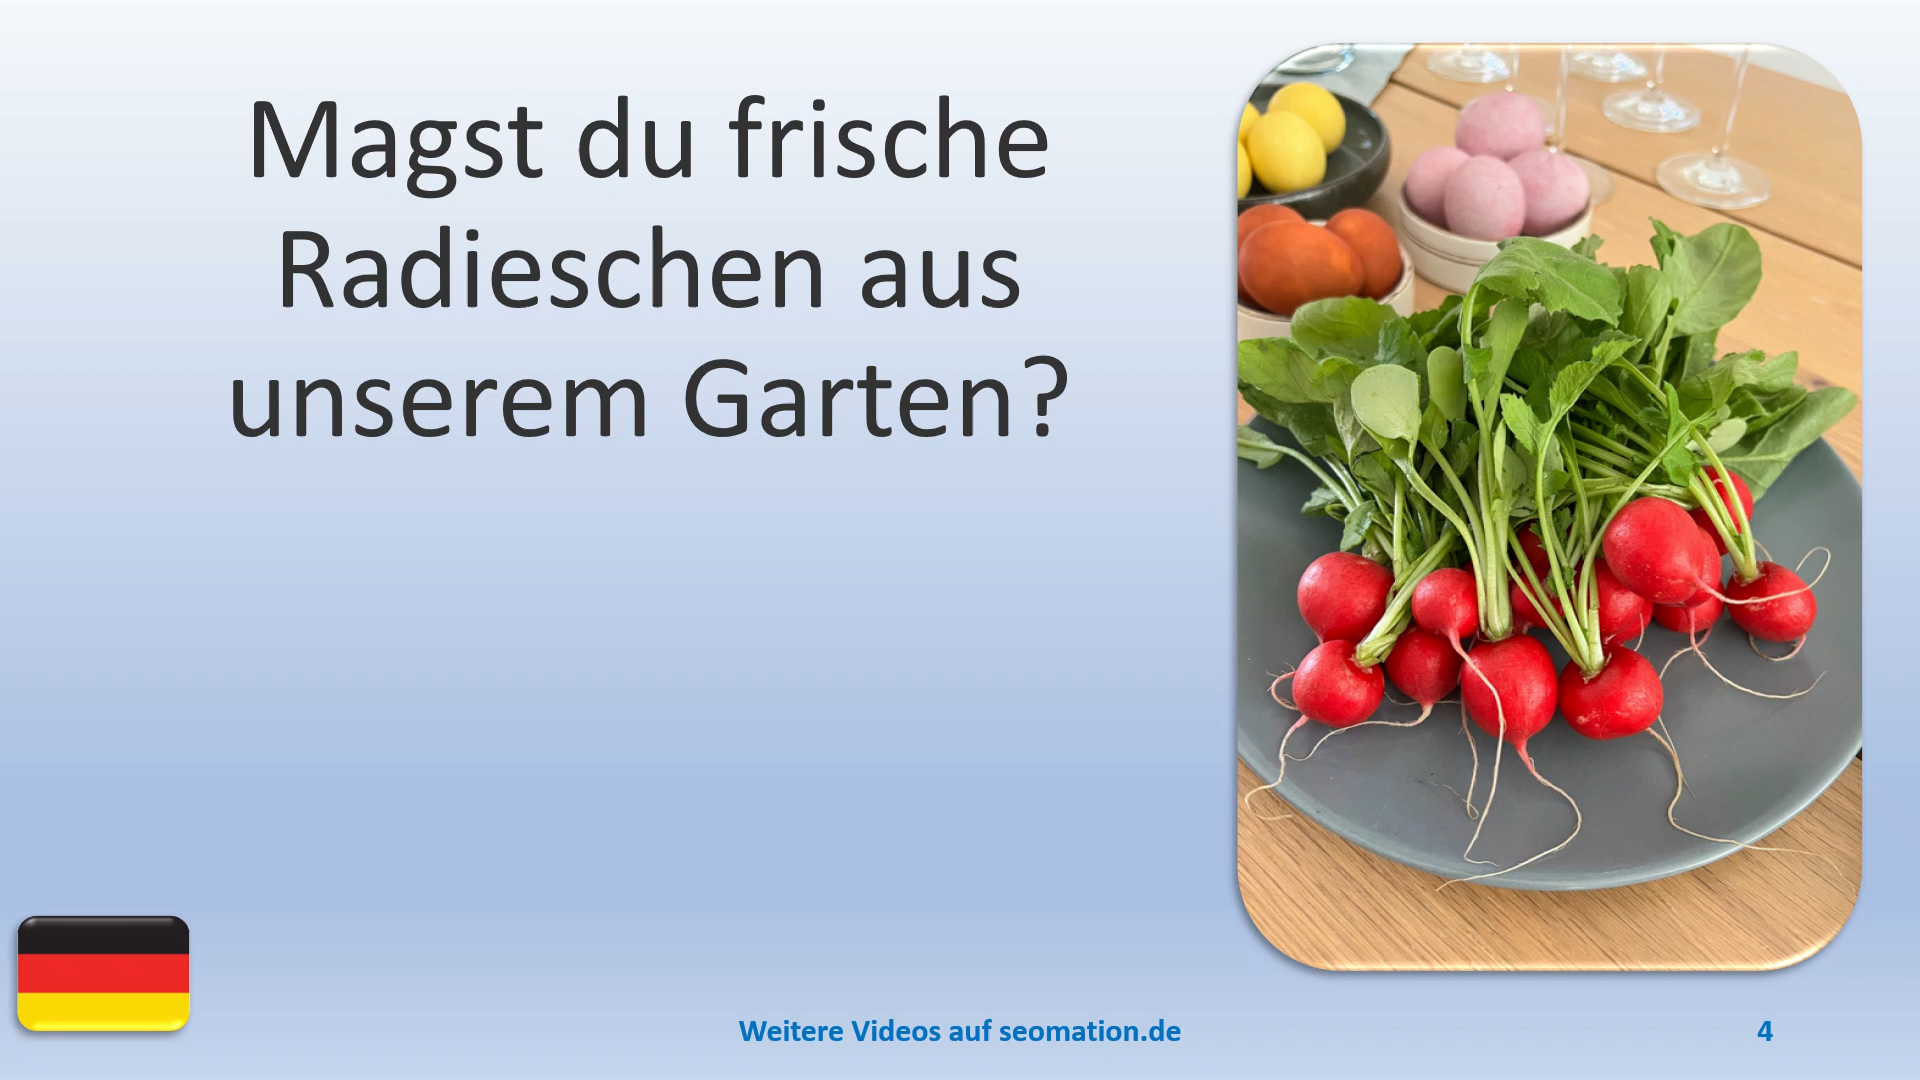 Magst du frische
Radieschen aus
unserem Garten?
Weitere Videos auf seomation.de
4